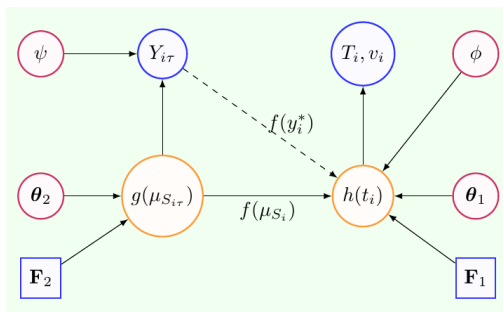 ψ
Y_{iτ}
T_i, v_i
ϕ
f(y_i^*)
θ_2
g(μ_{S_{iτ}})
f(μ_{S_i})
h(t_i)
θ_1
F_2
F_1